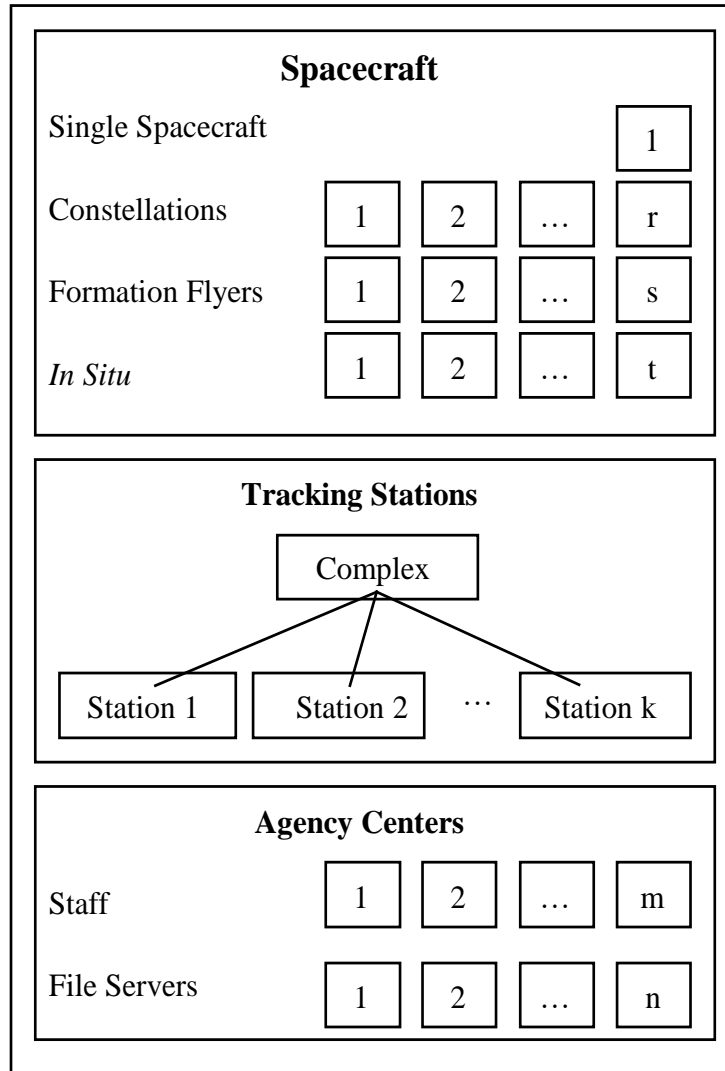 Spacecraft
Single Spacecraft 1
Constellations 1 2 … r
Formation Flyers 1 2 … s
In Situ 1 2 … t
Tracking Stations
Complex
Station 1 Station 2 … Station k
Agency Centers
Staff 1 2 … m
File Servers 1 2 … n